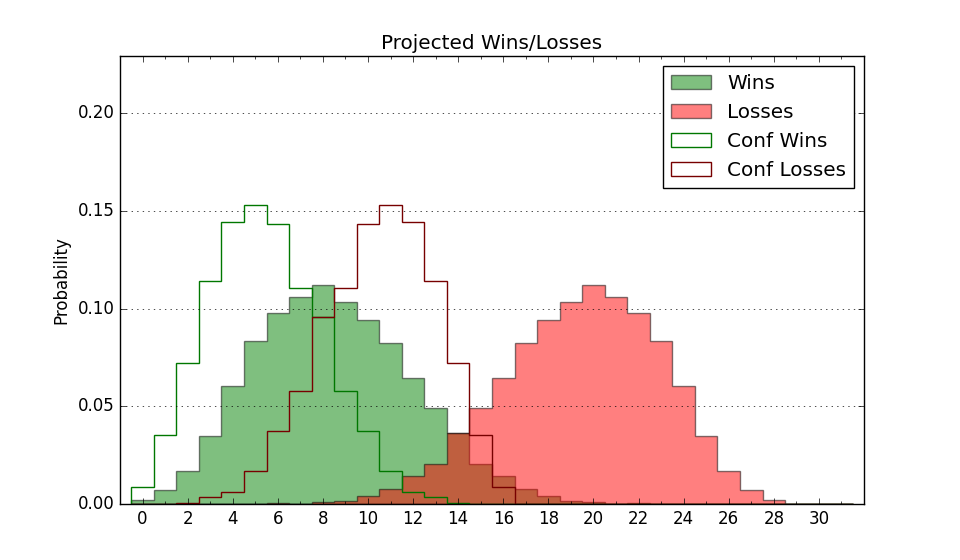 Projected Wins/Losses
Wins
Losses
Conf Wins
Conf Losses
Probability
0.20
0.15
0.10
0.05
0.00
0 2 4 6 8 10 12 14 16 18 20 22 24 26 28 30